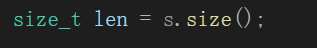 size_t len = s.size();